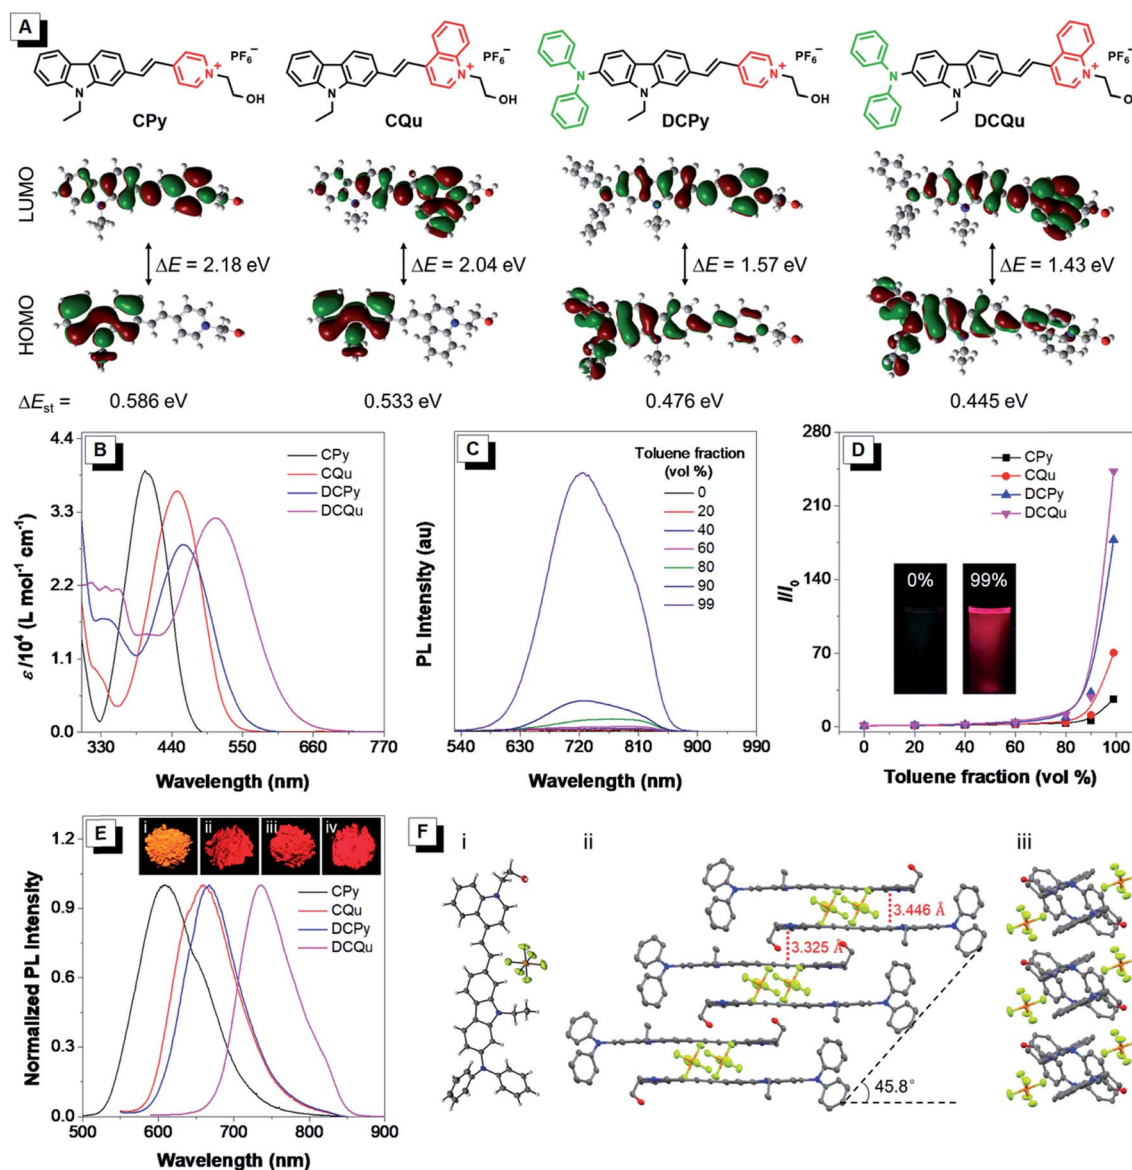 A
PF6−
N+
OH
N
CPy
PF6−
N+
OH
N
CQu
PF6−
N
N+
OH
N
DCPy
PF6−
N
N+
O
N
DCQu
LUMO
ΔE = 2.18 eV
ΔE = 2.04 eV
ΔE = 1.57 eV
ΔE = 1.43 eV
HOMO
ΔEst =
0.586 eV
0.533 eV
0.476 eV
0.445 eV
B
4.4
3.3
2.2
1.1
0.0
ε/10⁴ (L mol⁻¹ cm⁻¹)
CPy
CQu
DCPy
DCQu
330
440
550
660
770
Wavelength (nm)
C
PL Intensity (au)
Toluene fraction
(vol %)
0
20
40
60
80
90
99
540
630
720
810
900
990
Wavelength (nm)
D
280
210
140
70
0
I/I0
CPy
CQu
DCPy
DCQu
0%
99%
0
20
40
60
80
100
Toluene fraction (vol %)
E
1.2
0.9
0.6
0.3
0.0
Normalized PL Intensity
i
ii
iii
iv
CPy
CQu
DCPy
DCQu
500
600
700
800
900
Wavelength (nm)
F
i
ii
iii
3.446 Å
3.325 Å
45.8°